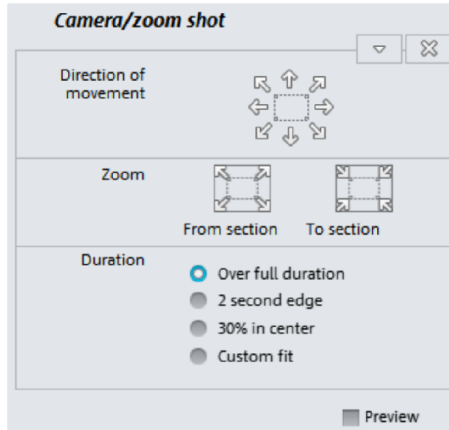 Camera/zoom shot
Direction of
movement
Zoom
From section
To section
Duration
Over full duration
2 second edge
30% in center
Custom fit
Preview